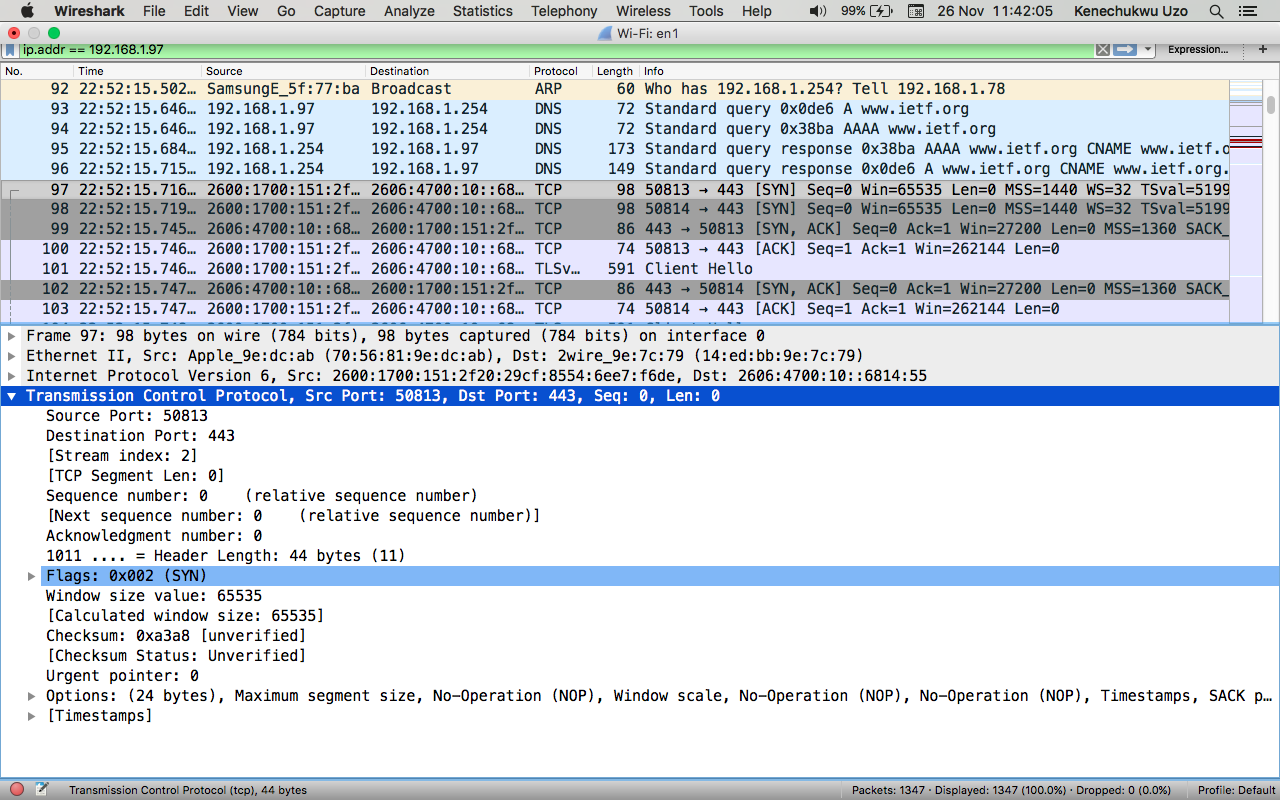 Wireshark File Edit View Go Capture Analyze Statistics Telephony Wireless Tools Help 99% 26 Nov 11:42:05 Kenechukwu Uzo
Wi-Fi: en1
ip.addr == 192.168.1.97 Expression... +
No. Time Source Destination Protocol Length Info
92 22:52:15.502… SamsungE_5f:77:ba Broadcast ARP 60 Who has 192.168.1.254? Tell 192.168.1.78
93 22:52:15.646… 192.168.1.97 192.168.1.254 DNS 72 Standard query 0x0de6 A www.ietf.org
94 22:52:15.646… 192.168.1.97 192.168.1.254 DNS 72 Standard query 0x38ba AAAA www.ietf.org
95 22:52:15.684… 192.168.1.254 192.168.1.97 DNS 173 Standard query response 0x38ba AAAA www.ietf.org CNAME www.ietf.o
96 22:52:15.715… 192.168.1.254 192.168.1.97 DNS 149 Standard query response 0x0de6 A www.ietf.org CNAME www.ietf.org.
97 22:52:15.716… 2600:1700:151:2f… 2606:4700:10::68… TCP 98 50813 → 443 [SYN] Seq=0 Win=65535 Len=0 MSS=1440 WS=32 TSval=5199
98 22:52:15.719… 2600:1700:151:2f… 2606:4700:10::68… TCP 98 50814 → 443 [SYN] Seq=0 Win=65535 Len=0 MSS=1440 WS=32 TSval=5199
99 22:52:15.745… 2606:4700:10::68… 2600:1700:151:2f… TCP 86 443 → 50813 [SYN, ACK] Seq=0 Ack=1 Win=27200 Len=0 MSS=1360 SACK_
100 22:52:15.746… 2600:1700:151:2f… 2606:4700:10::68… TCP 74 50813 → 443 [ACK] Seq=1 Ack=1 Win=262144 Len=0
101 22:52:15.746… 2600:1700:151:2f… 2606:4700:10::68… TLSv… 591 Client Hello
102 22:52:15.747… 2606:4700:10::68… 2600:1700:151:2f… TCP 86 443 → 50814 [SYN, ACK] Seq=0 Ack=1 Win=27200 Len=0 MSS=1360 SACK_
103 22:52:15.747… 2600:1700:151:2f… 2606:4700:10::68… TCP 74 50814 → 443 [ACK] Seq=1 Ack=1 Win=262144 Len=0
Frame 97: 98 bytes on wire (784 bits), 98 bytes captured (784 bits) on interface 0
Ethernet II, Src: Apple_9e:dc:ab (70:56:81:9e:dc:ab), Dst: 2wire_9e:7c:79 (14:ed:bb:9e:7c:79)
Internet Protocol Version 6, Src: 2600:1700:151:2f20:29cf:8554:6ee7:f6de, Dst: 2606:4700:10::6814:55
Transmission Control Protocol, Src Port: 50813, Dst Port: 443, Seq: 0, Len: 0
Source Port: 50813
Destination Port: 443
[Stream index: 2]
[TCP Segment Len: 0]
Sequence number: 0 (relative sequence number)
[Next sequence number: 0 (relative sequence number)]
Acknowledgment number: 0
1011 .... = Header Length: 44 bytes (11)
Flags: 0x002 (SYN)
Window size value: 65535
[Calculated window size: 65535]
Checksum: 0xa3a8 [unverified]
[Checksum Status: Unverified]
Urgent pointer: 0
Options: (24 bytes), Maximum segment size, No-Operation (NOP), Window scale, No-Operation (NOP), No-Operation (NOP), Timestamps, SACK p…
[Timestamps]
Transmission Control Protocol (tcp), 44 bytes Packets: 1347 · Displayed: 1347 (100.0%) · Dropped: 0 (0.0%) Profile: Default